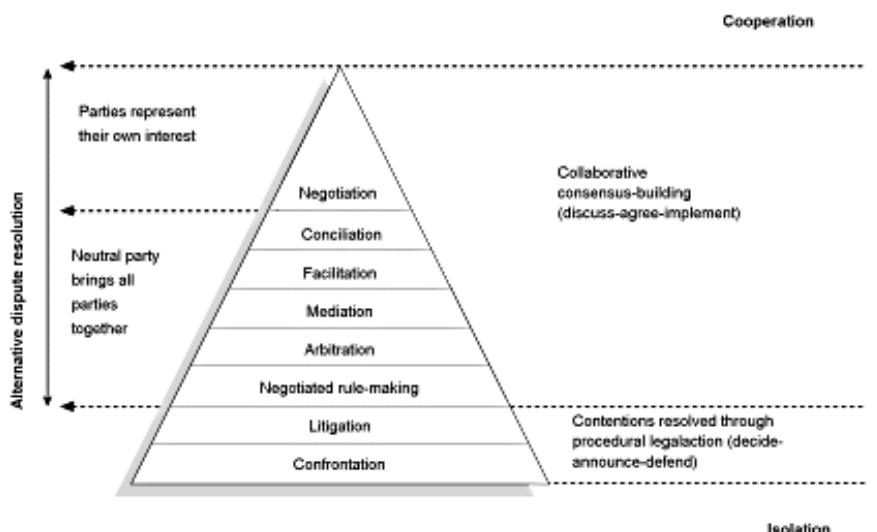 Cooperation
Parties represent
their own interest
Negotiation
Collaborative
consensus-building
(discuss-agree-implement)
Conciliation
Neutral party
brings all
parties
together
Facilitation
Mediation
Arbitration
Negotiated rule-making
Alternative dispute resolution
Litigation
Confrontation
Contentions resolved through
procedural legalaction (decide-
announce-defend)
Isolation